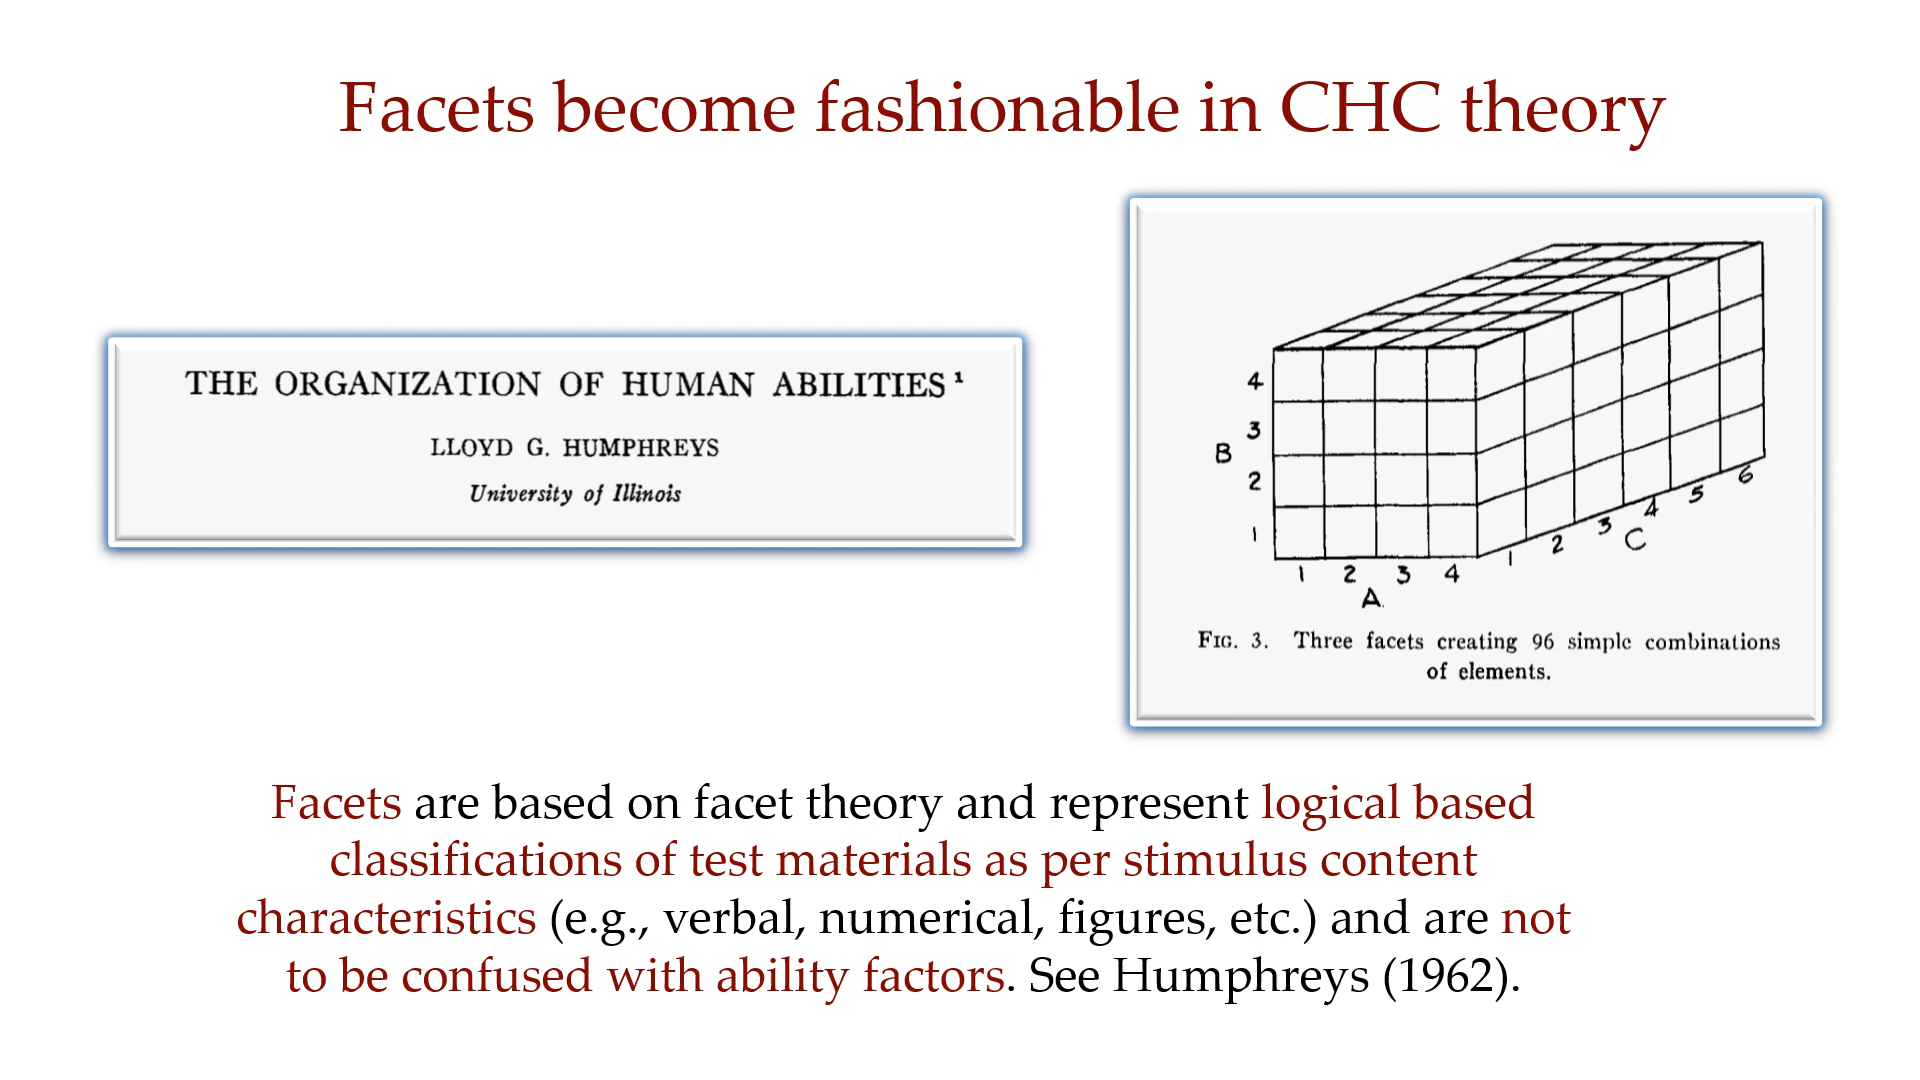 Facets become fashionable in CHC theory
THE ORGANIZATION OF HUMAN ABILITIES¹
LLOYD G. HUMPHREYS
University of Illinois
4
3
B
2
1
1 2 3 4
A
1 2 3 4 5 6
C
FIG. 3. Three facets creating 96 simple combinations
of elements.
Facets are based on facet theory and represent logical based
classifications of test materials as per stimulus content
characteristics (e.g., verbal, numerical, figures, etc.) and are not
to be confused with ability factors. See Humphreys (1962).